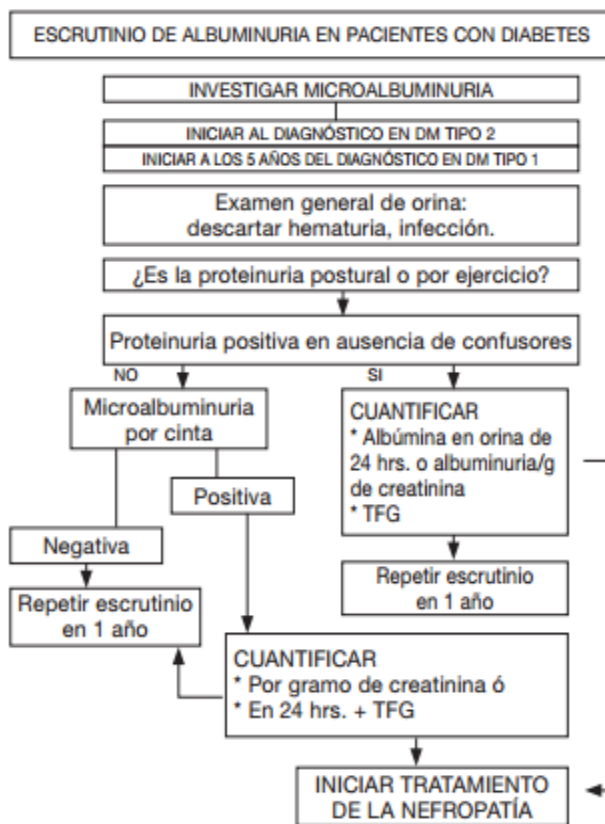 ESCRUTINIO DE ALBUMINURIA EN PACIENTES CON DIABETES
INVESTIGAR MICROALBUMINURIA
INICIAR AL DIAGNÓSTICO EN DM TIPO 2
INICIAR A LOS 5 AÑOS DEL DIAGNÓSTICO EN DM TIPO 1
Examen general de orina:
descartar hematuria, infección.
¿Es la proteinuria postural o por ejercicio?
Proteinuria positiva en ausencia de confusores
NO
SI
Microalbuminuria
por cinta
CUANTIFICAR
* Albúmina en orina de
24 hrs. o albuminuria/g
de creatinina
* TFG
Positiva
Negativa
Repetir escrutinio
en 1 año
Repetir escrutinio
en 1 año
CUANTIFICAR
* Por gramo de creatinina ó
* En 24 hrs. + TFG
INICIAR TRATAMIENTO
DE LA NEFROPATÍA